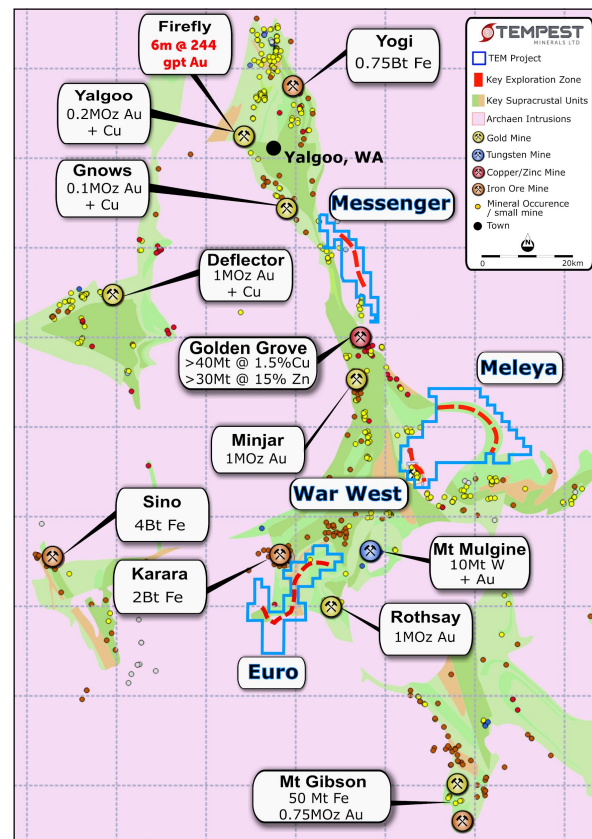 Firefly
6m @ 244
gpt Au
Yogi
0.75Bt Fe
TEMPEST
MINERALS LTD
TEM Project
Key Exploration Zone
Key Supracrustal Units
Archaen Intrusions
Gold Mine
Tungsten Mine
Copper/Zinc Mine
Iron Ore Mine
Mineral Occurence
/ small mine
Town
N
0 20km
Yalgoo
0.2MOz Au
+ Cu
Yalgoo, WA
Gnows
0.1MOz Au
+ Cu
Messenger
Deflector
1MOz Au
+ Cu
Golden Grove
>40Mt @ 1.5%Cu
>30Mt @ 15% Zn
Meleya
Minjar
1MOz Au
War West
Sino
4Bt Fe
Karara
2Bt Fe
Mt Mulgine
10Mt W
+ Au
Rothsay
1MOz Au
Euro
Mt Gibson
50 Mt Fe
0.75MOz Au